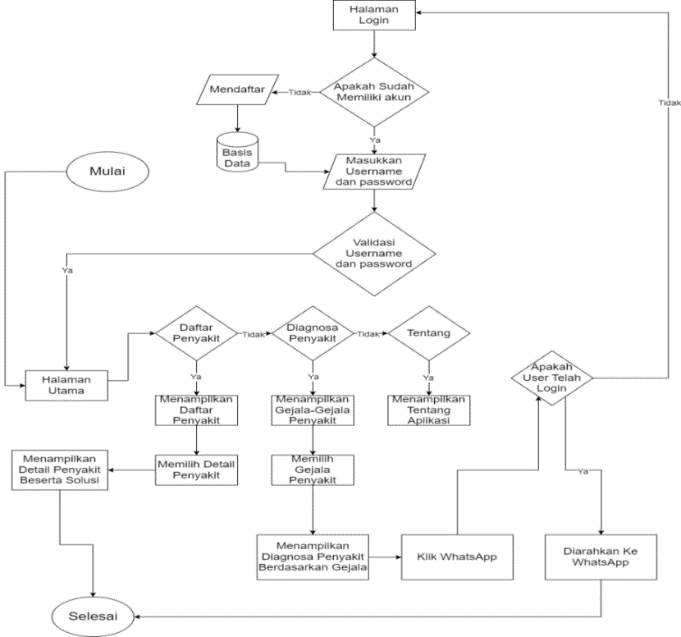 Halaman
Login
Tidak
Apakah Sudah
Memiliki akun
Tidak
Mendaftar
Ya
Basis
Data
Masukkan
Username
dan password
Mulai
Validasi
Username
dan password
Ya
Daftar
Penyakit
Tidak
Diagnosa
Penyakit
Tidak
Tentang
Halaman
Utama
Ya
Ya
Ya
Apakah
User Telah
Login
Menampilkan
Daftar
Penyakit
Menampilkan
Gejala-Gejala
Penyakit
Menampilkan
Tentang
Aplikasi
Menampilkan
Detail Penyakit
Beserta Solusi
Memilih Detail
Penyakit
Memilih
Gejala
Penyakit
Ya
Menampilkan
Diagnosa Penyakit
Berdasarkan Gejala
Klik WhatsApp
Diarahkan Ke
WhatsApp
Selesai